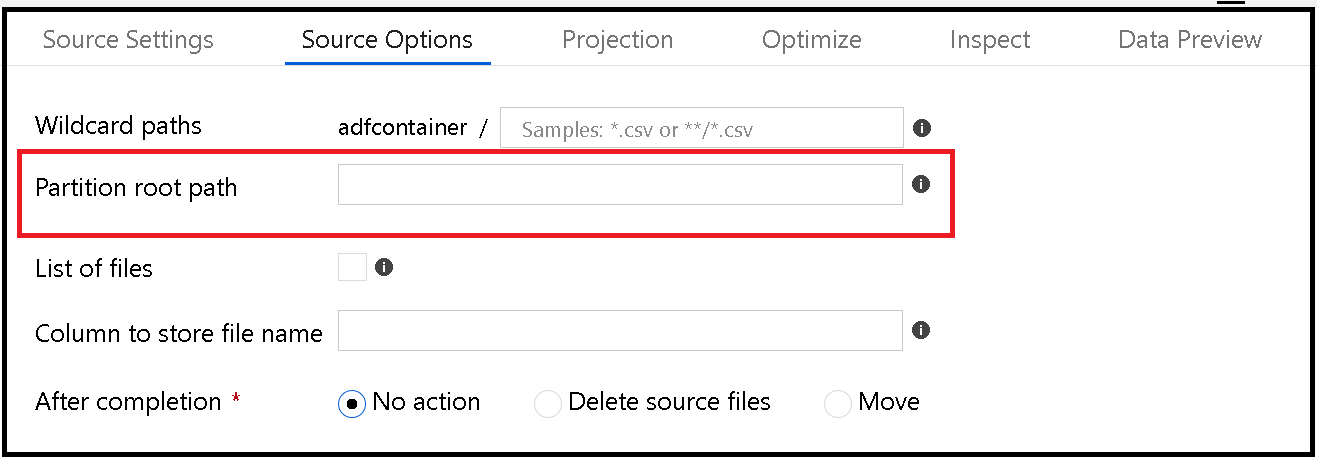 Source Settings Source Options Projection Optimize Inspect Data Preview
Wildcard paths adfcontainer / Samples: *.csv or **/*.csv
Partition root path
List of files
Column to store file name
After completion * No action Delete source files Move